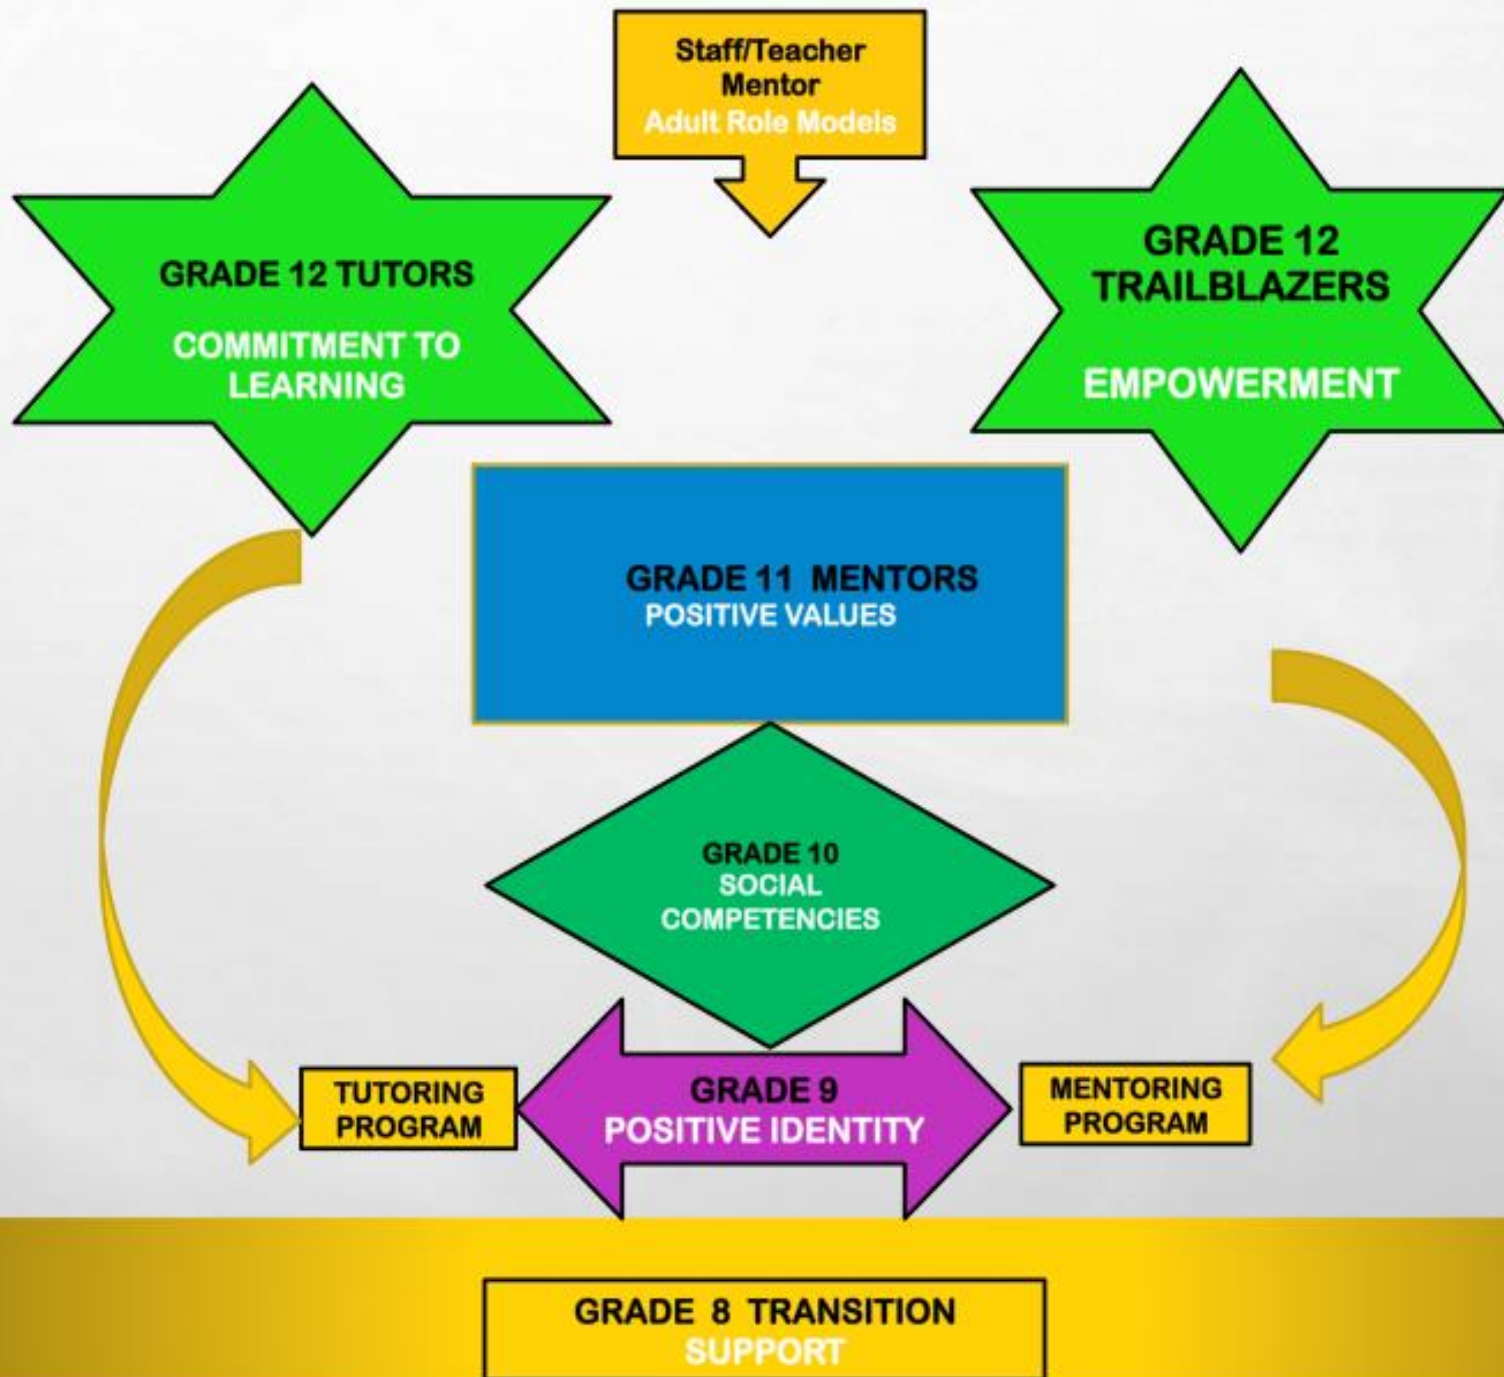 Staff/Teacher
Mentor
Adult Role Models
GRADE 12 TUTORS
COMMITMENT TO
LEARNING
GRADE 12
TRAILBLAZERS
EMPOWERMENT
GRADE 11 MENTORS
POSITIVE VALUES
GRADE 10
SOCIAL
COMPETENCIES
TUTORING
PROGRAM
GRADE 9
POSITIVE IDENTITY
MENTORING
PROGRAM
GRADE 8 TRANSITION
SUPPORT